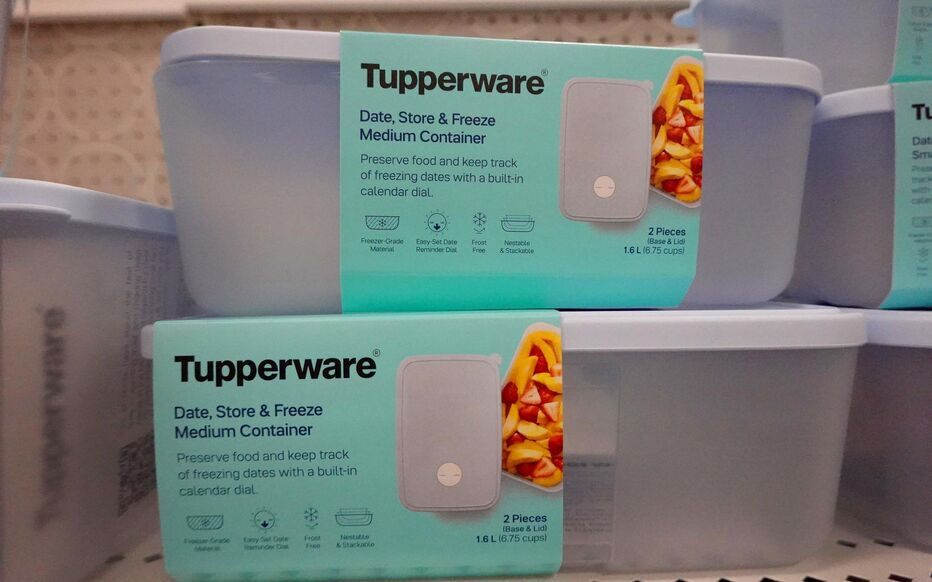 Tupperware®
Date, Store & Freeze
Medium Container
Preserve food and keep track
of freezing dates with a built-in
calendar dial.
Freezer-Grade
Material
Easy-Set Date
Reminder Dial
Frost
Free
Nestable
& Stackable
2 Pieces
(Base & Lid)
1.6 L (6.75 cups)
Tupperware®
Date, Store & Freeze
Medium Container
Preserve food and keep track
of freezing dates with a built-in
calendar dial.
Freezer-Grade
Material
Easy-Set Date
Reminder Dial
Frost
Free
Nestable
& Stackable
2 Pieces
(Base & Lid)
1.6 L (6.75 cups)
Tupperware